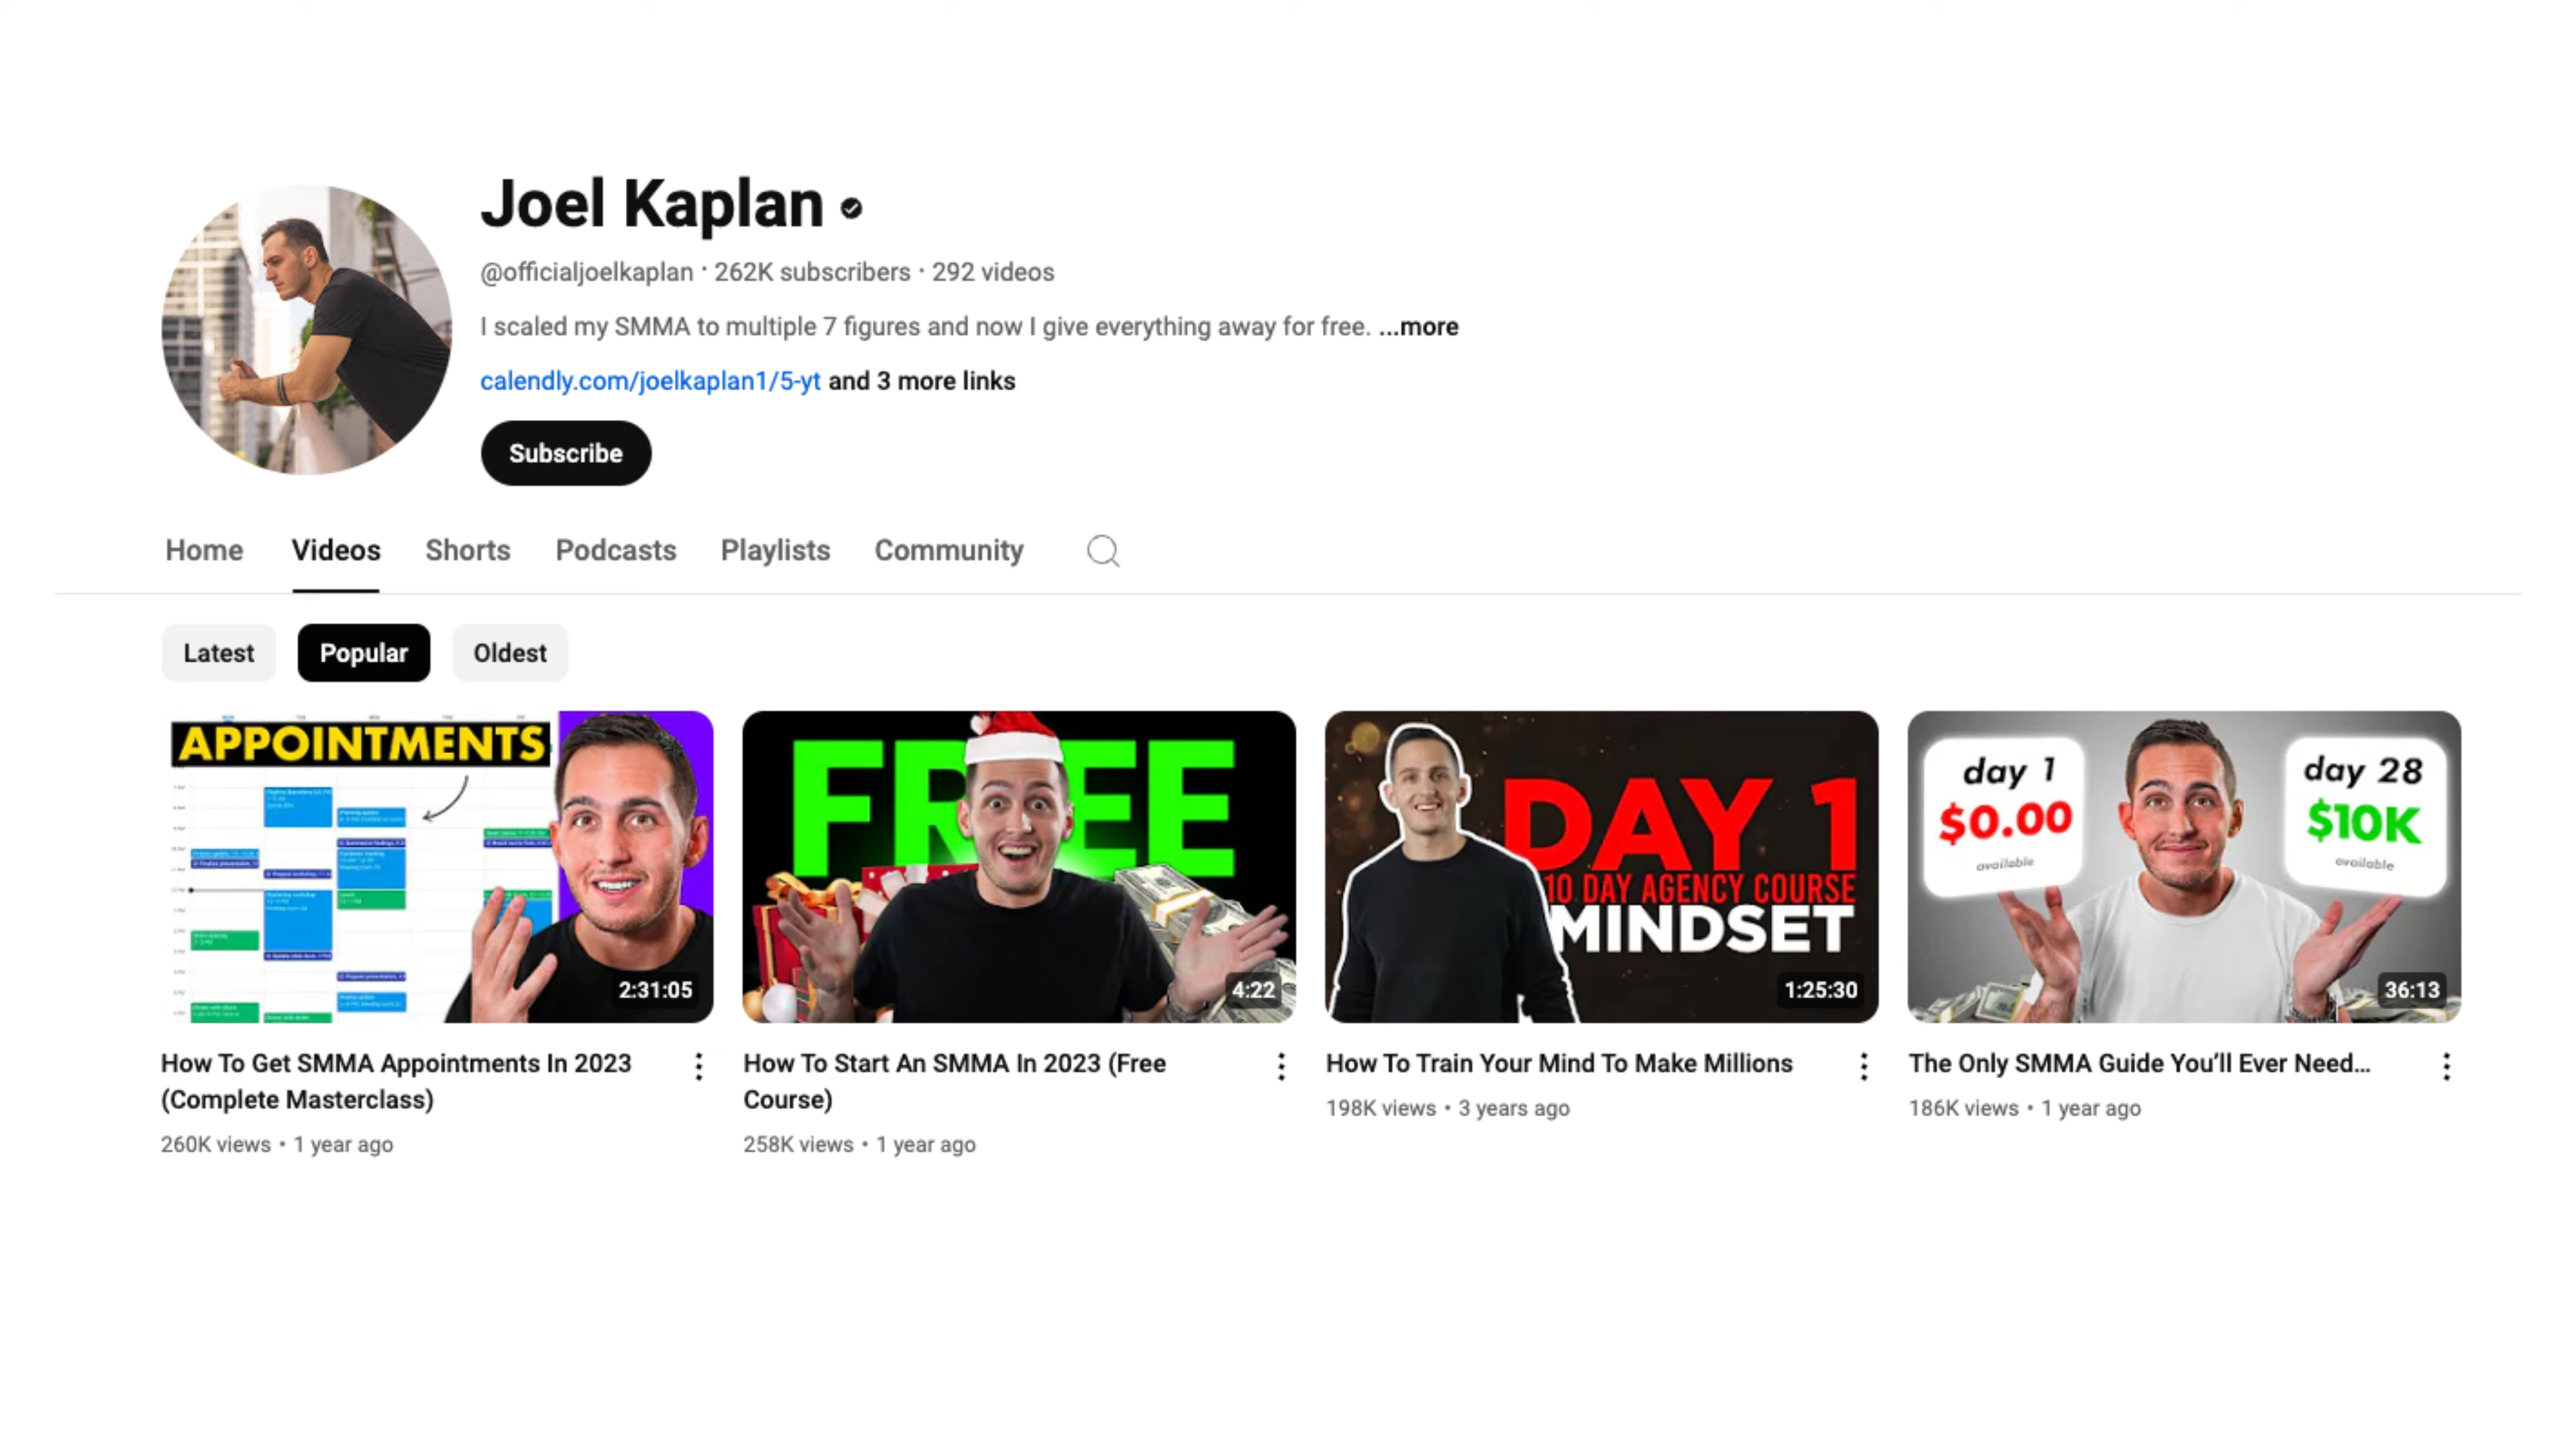 Joel Kaplan
@officialjoelkaplan · 262K subscribers · 292 videos
I scaled my SMMA to multiple 7 figures and now I give everything away for free. ...more
calendly.com/joelkaplan1/5-yt and 3 more links
Subscribe
Home Videos Shorts Podcasts Playlists Community
Latest Popular Oldest
APPOINTMENTS
2:31:05
FREE
4:22
DAY 1
10 DAY AGENCY COURSE
MINDSET
1:25:30
day 1
$0.00
available
day 28
$10K
available
36:13
How To Get SMMA Appointments In 2023
(Complete Masterclass)
260K views • 1 year ago
How To Start An SMMA In 2023 (Free
Course)
258K views • 1 year ago
How To Train Your Mind To Make Millions
198K views • 3 years ago
The Only SMMA Guide You’ll Ever Need...
186K views • 1 year ago